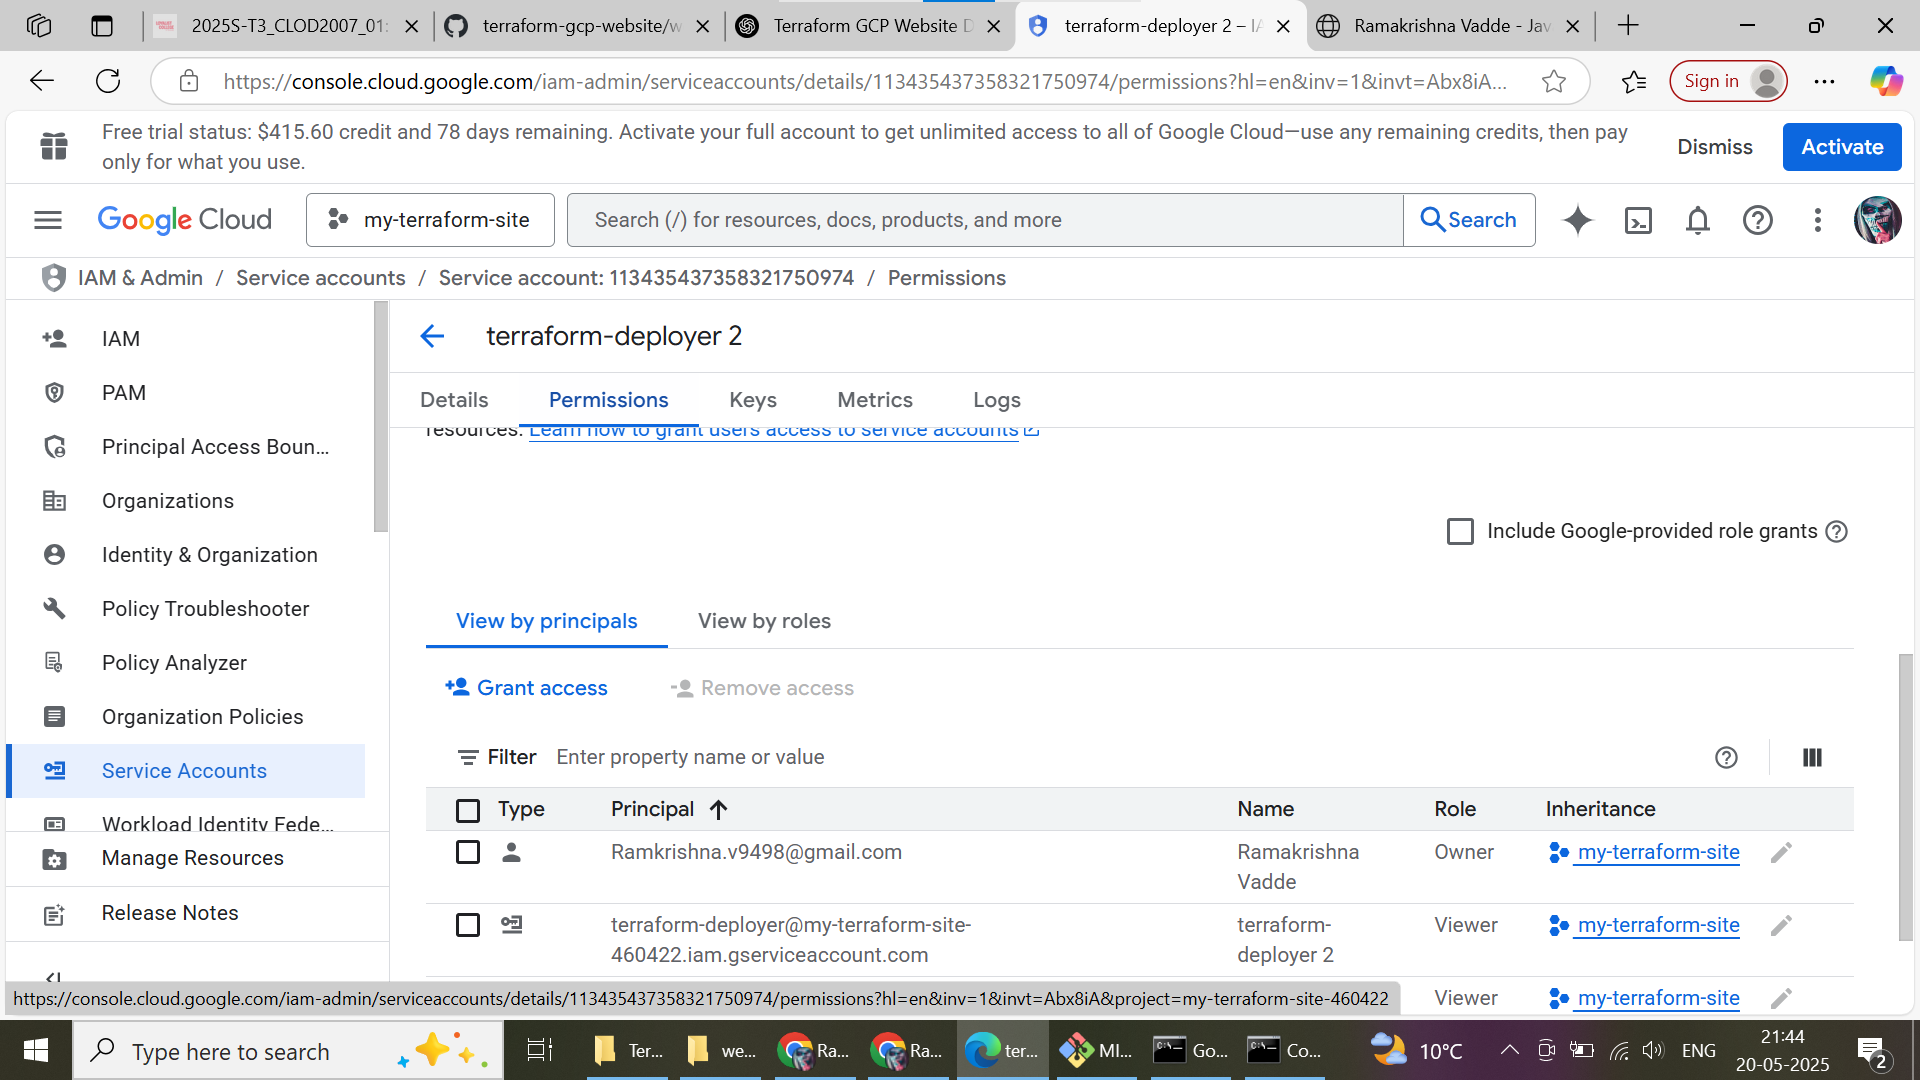 2025S-T3_CLOD2007_01:
terraform-gcp-website/w
Terraform GCP Website D
terraform-deployer 2 – IA
Ramakrishna Vadde - Jav
https://console.cloud.google.com/iam-admin/serviceaccounts/details/113435437358321750974/permissions?hl=en&inv=1&invt=Abx8iA...
Sign in
Free trial status: $415.60 credit and 78 days remaining. Activate your full account to get unlimited access to all of Google Cloud—use any remaining credits, then pay
only for what you use.
Dismiss
Activate
Google Cloud
my-terraform-site
Search (/) for resources, docs, products, and more
Search
IAM & Admin / Service accounts / Service account: 113435437358321750974 / Permissions
IAM
PAM
Principal Access Boun...
Organizations
Identity & Organization
Policy Troubleshooter
Policy Analyzer
Organization Policies
Service Accounts
Workload Identity Fede...
Manage Resources
Release Notes
terraform-deployer 2
Details
Permissions
Keys
Metrics
Logs
resources. Learn how to grant users access to service accounts
Include Google-provided role grants
View by principals
View by roles
Grant access
Remove access
Filter Enter property name or value
Type Principal Name Role Inheritance
Ramkrishna.v9498@gmail.com Ramakrishna Owner my-terraform-site
Vadde
terraform-deployer@my-terraform-site- terraform- Viewer my-terraform-site
460422.iam.gserviceaccount.com deployer 2
Viewer my-terraform-site
https://console.cloud.google.com/iam-admin/serviceaccounts/details/113435437358321750974/permissions?hl=en&inv=1&invt=Abx8iA&project=my-terraform-site-460422
Type here to search
Ter...
we...
Ra...
Ra...
ter...
MI...
Go...
Co...
10°C
ENG
21:44
20-05-2025
2